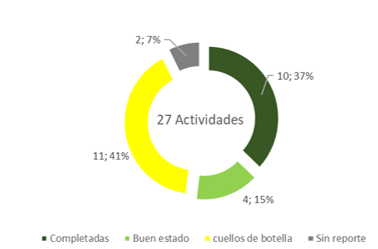 2; 7%
10; 37%
27 Actividades
11; 41%
4; 15%
Completadas Buen estado cuellos de botella Sin reporte